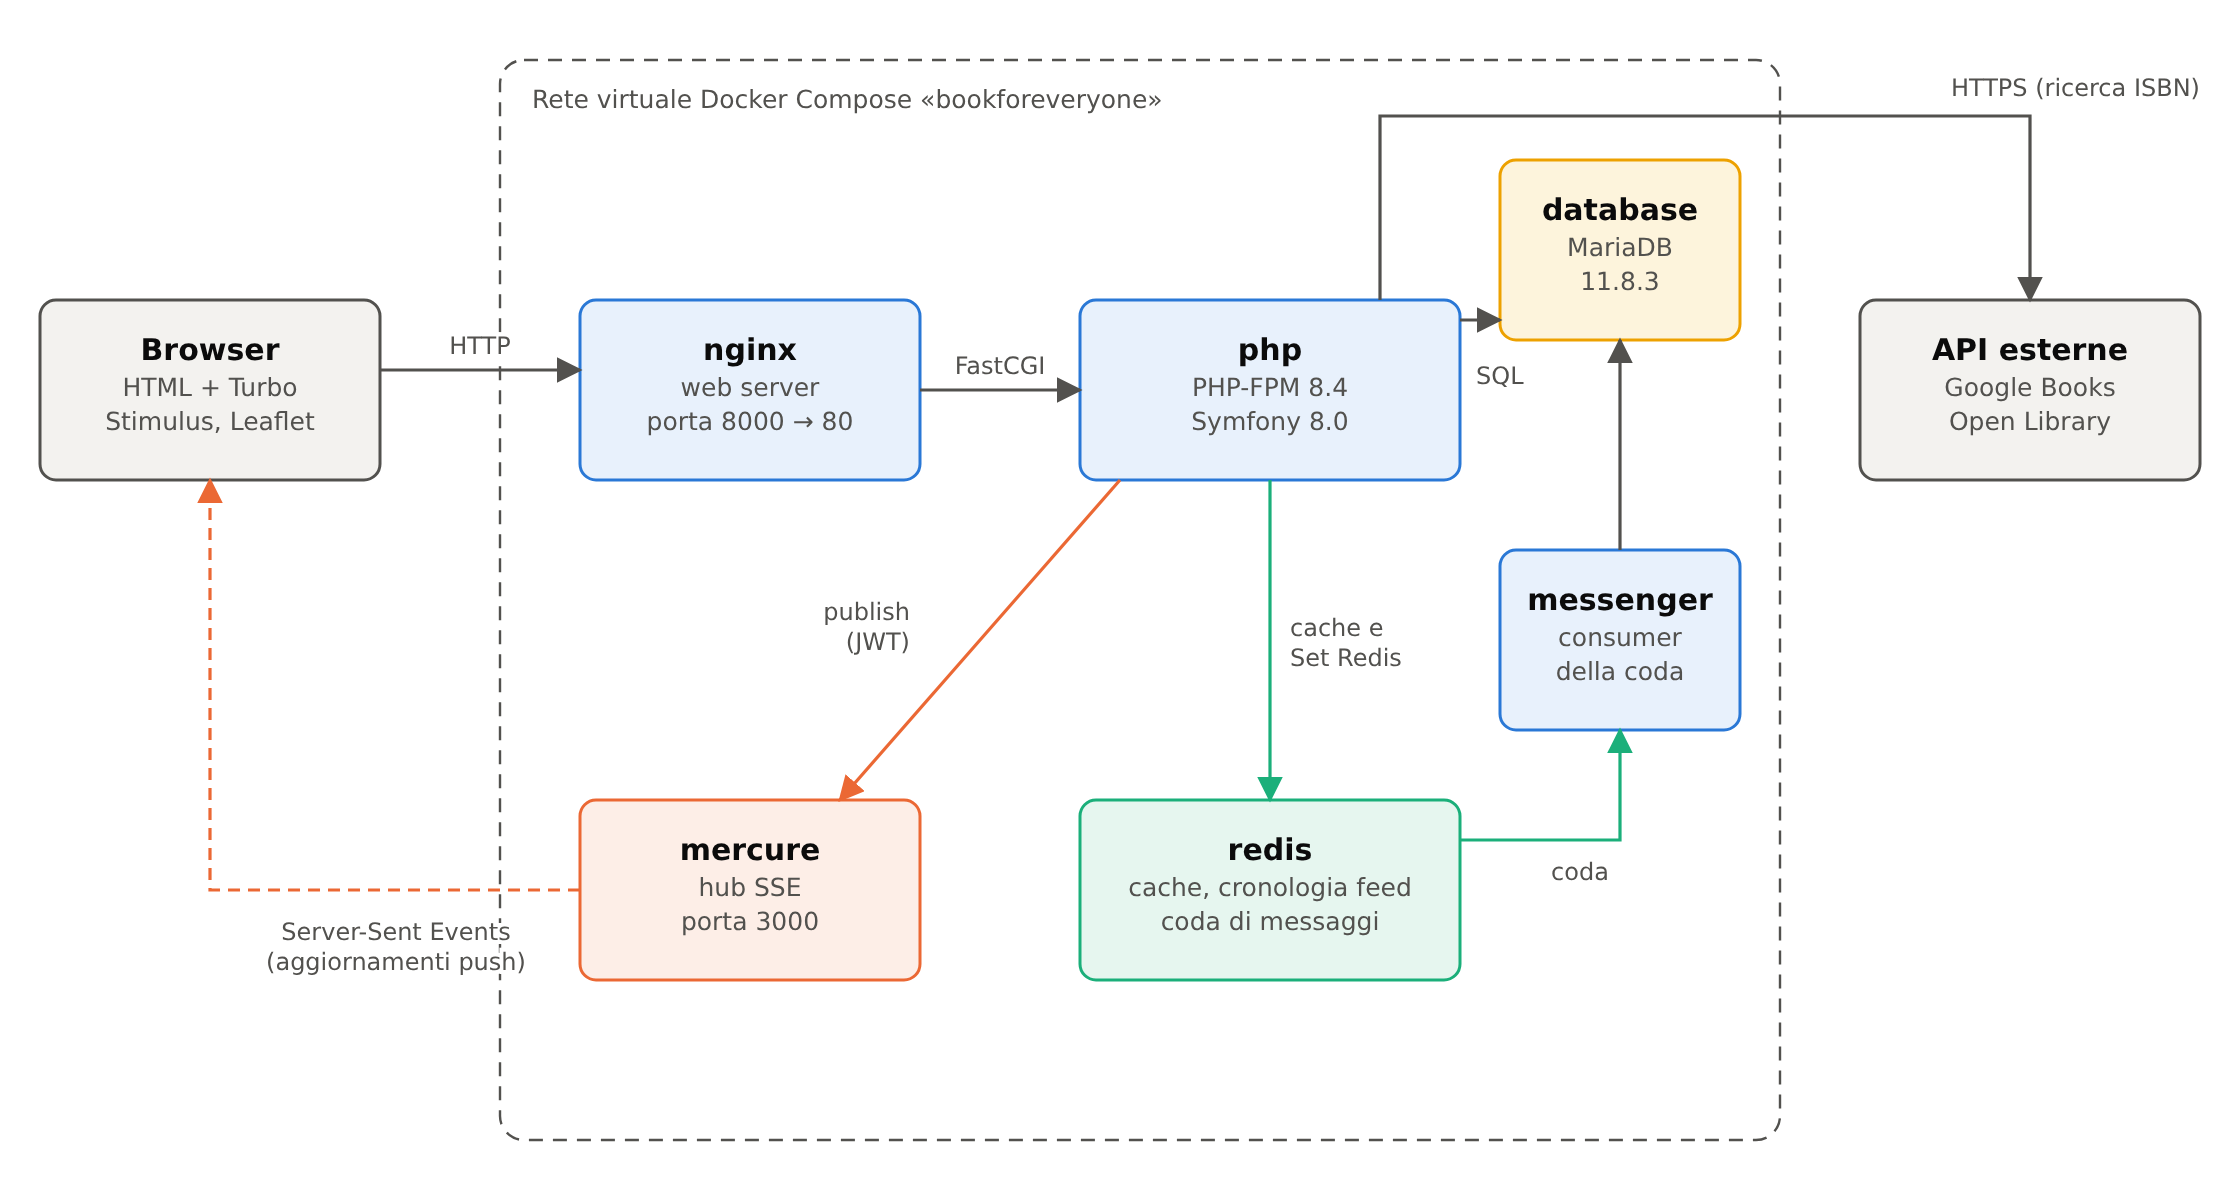 Rete virtuale Docker Compose «bookforeveryone»
HTTPS (ricerca ISBN)
database
MariaDB
11.8.3
Browser
HTML + Turbo
Stimulus, Leaflet
HTTP
nginx
web server
porta 8000 → 80
FastCGI
php
PHP-FPM 8.4
Symfony 8.0
SQL
API esterne
Google Books
Open Library
publish
(JWT)
cache e
Set Redis
messenger
consumer
della coda
mercure
hub SSE
porta 3000
redis
cache, cronologia feed
coda di messaggi
coda
Server-Sent Events
(aggiornamenti push)